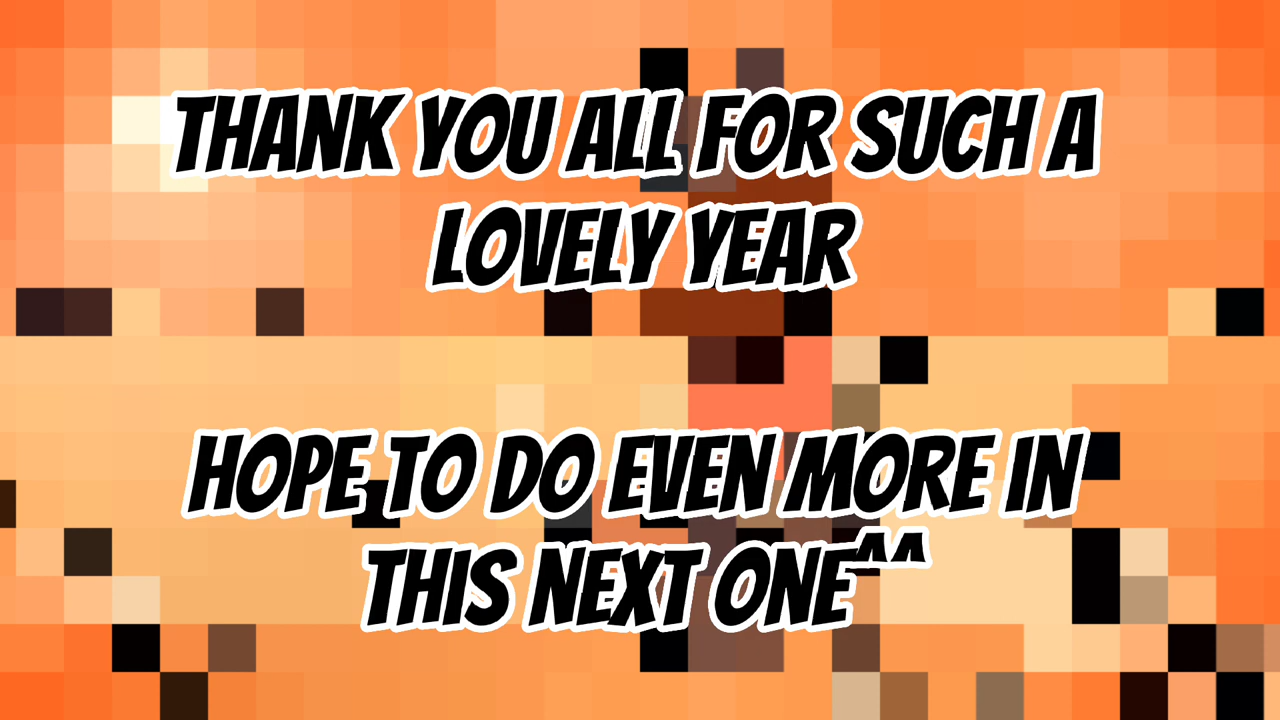 THANK YOU ALL FOR SUCH A
LOVELY YEAR
HOPE TO DO EVEN MORE IN
THIS NEXT ONE^^